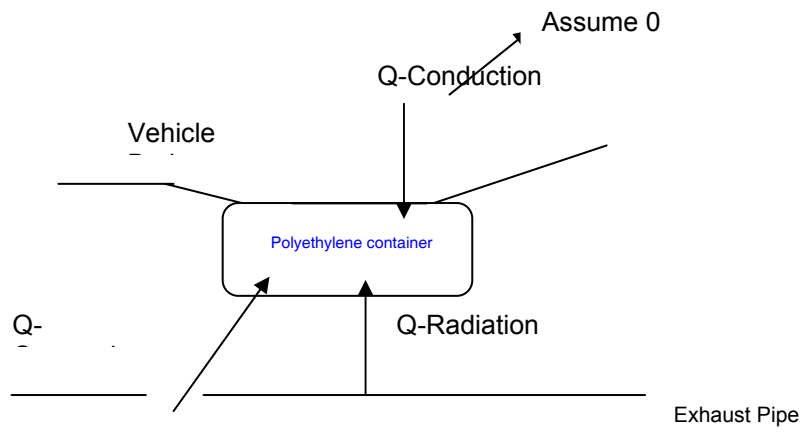 Assume 0
Q-Conduction
Vehicle
Polyethylene container
Q-
Q-Radiation
Exhaust Pipe